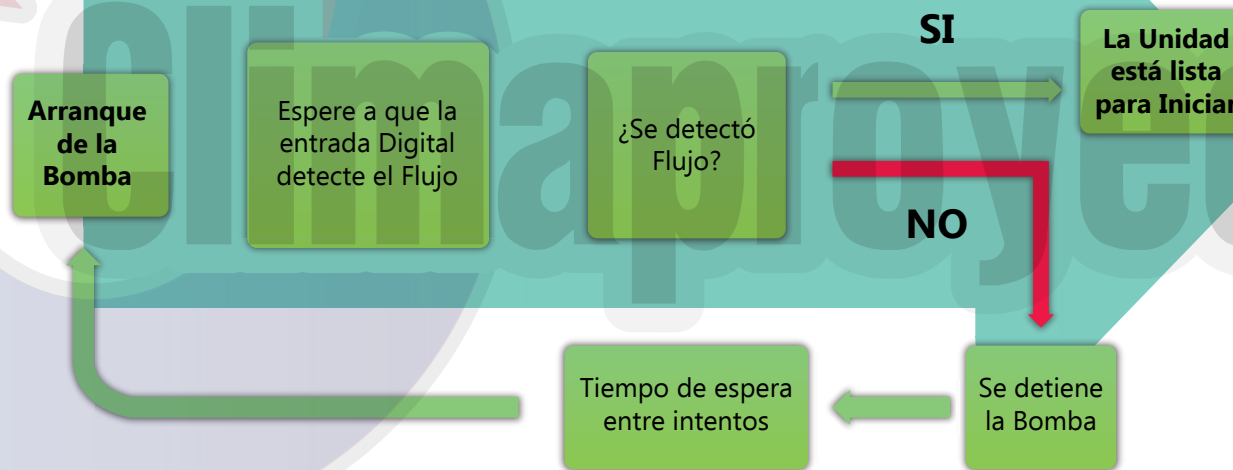 Arranque
de la
Bomba
Espere a que la
entrada Digital
detecte el Flujo
¿Se detectó
Flujo?
SI
La Unidad
está lista
para Iniciar
NO
Tiempo de espera
entre intentos
Se detiene
la Bomba